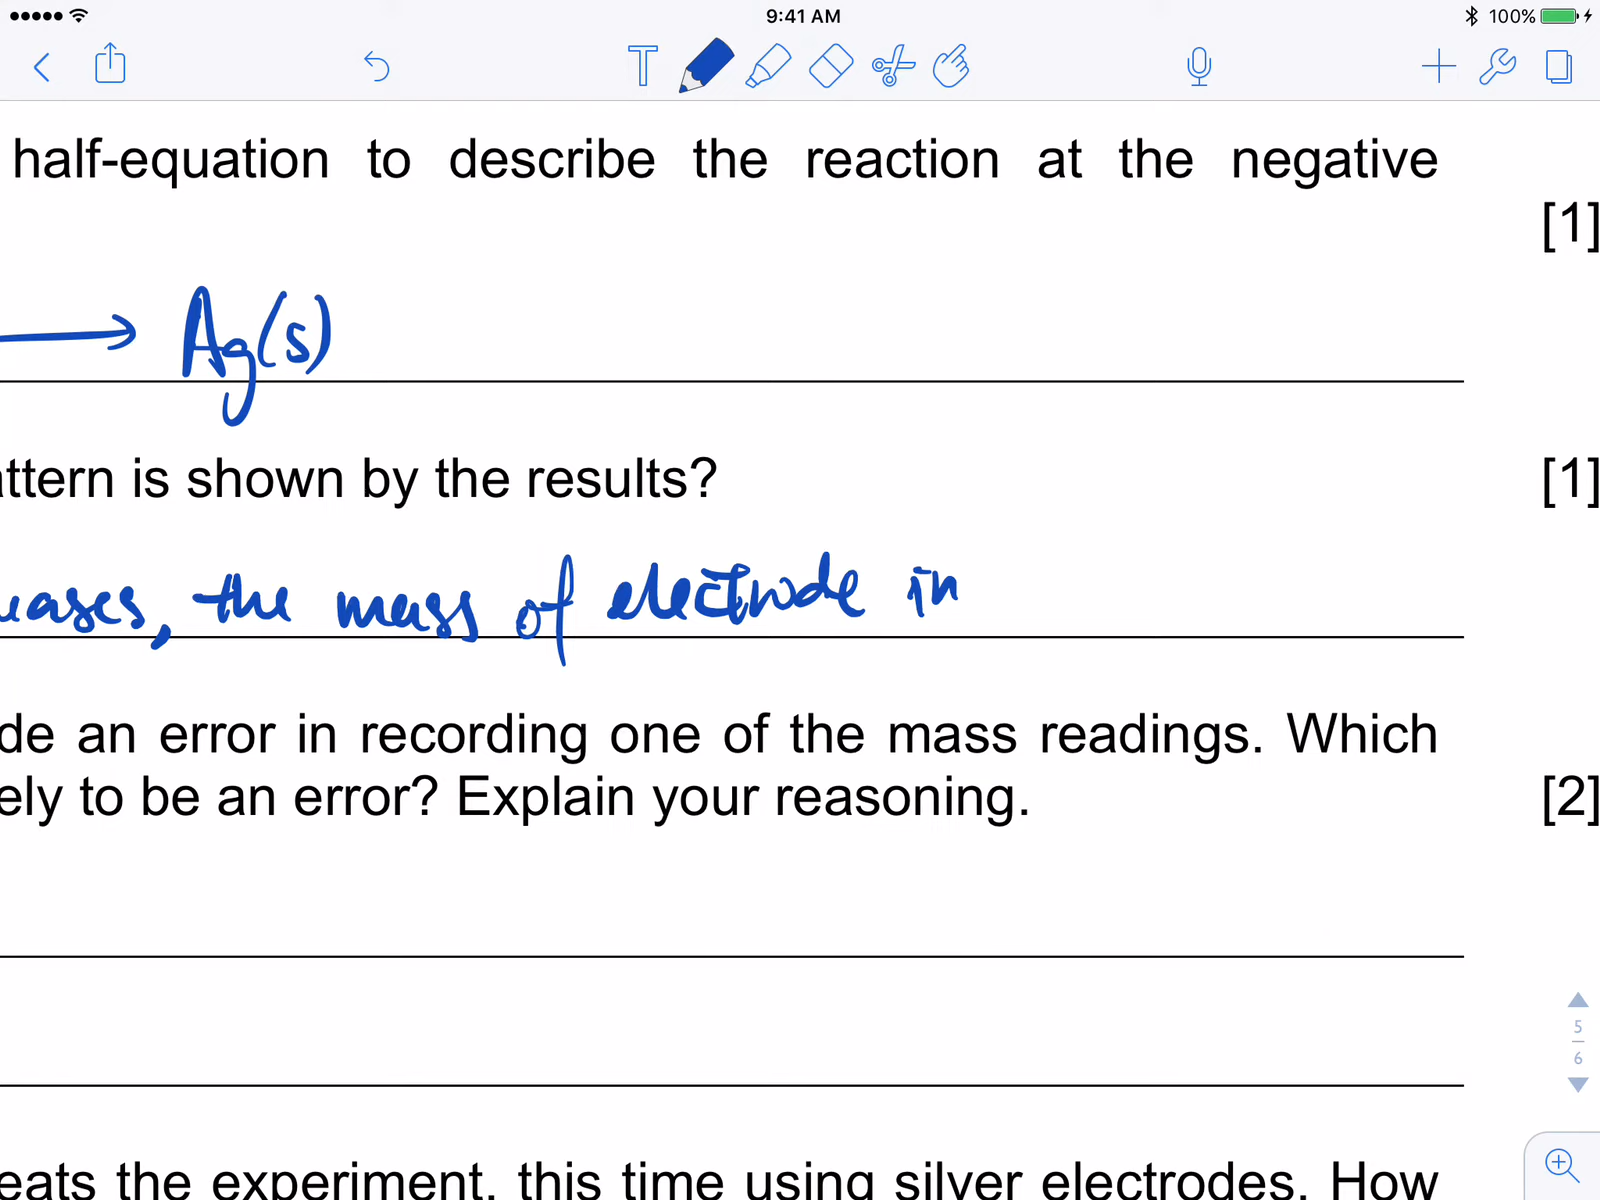 9:41 AM 100%
half-equation to describe the reaction at the negative
[1]
Ag(s)
ttern is shown by the results? [1]
eases, the mass of electrode in
de an error in recording one of the mass readings. Which
ely to be an error? Explain your reasoning. [2]
5
6
eats the experiment, this time using silver electrodes. How